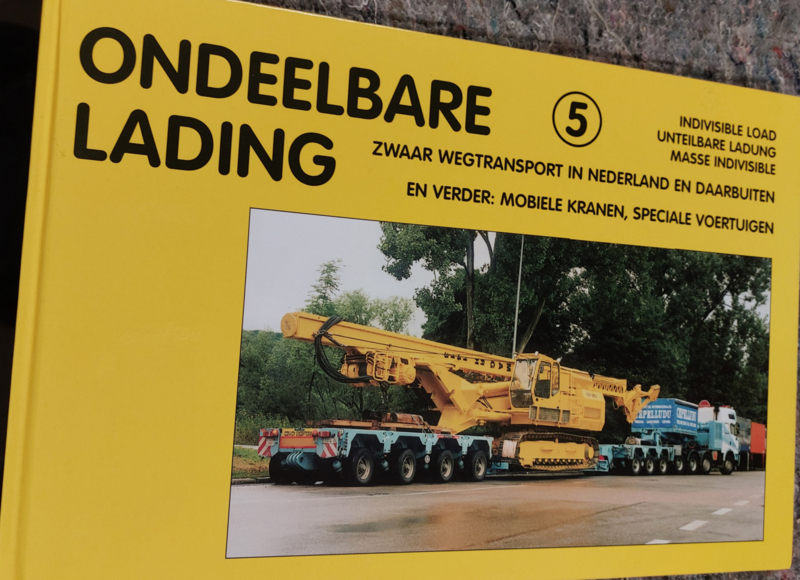 ONDEELBARE
LADING
5
INDIVISIBLE LOAD
UNTEILBARE LADUNG
MASSE INDIVISIBLE
ZWAAR WEGTRANSPORT IN NEDERLAND EN DAARBUITEN
EN VERDER: MOBIELE KRANEN, SPECIALE VOERTUIGEN